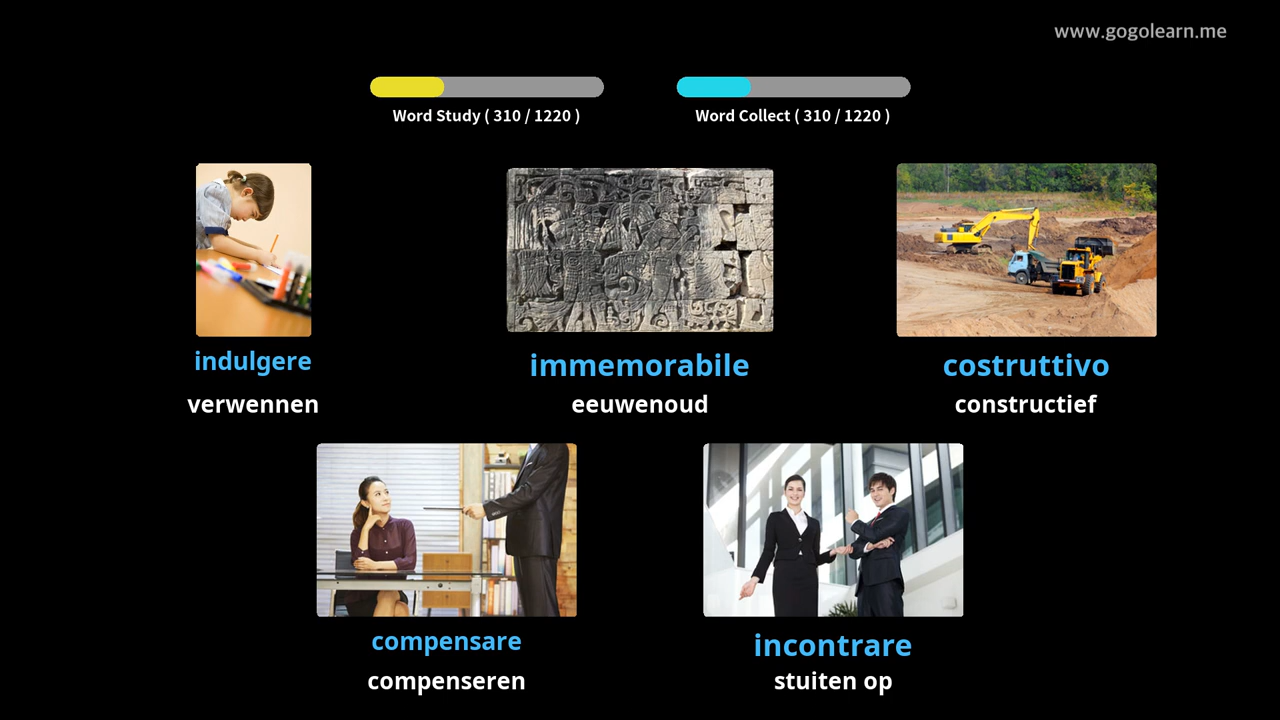 www.gogolearn.me
Word Study ( 310 / 1220 )
Word Collect ( 310 / 1220 )
indulgere
verwennen
immemorabile
eeuwenoud
costruttivo
constructief
compensare
compenseren
incontrare
stuiten op